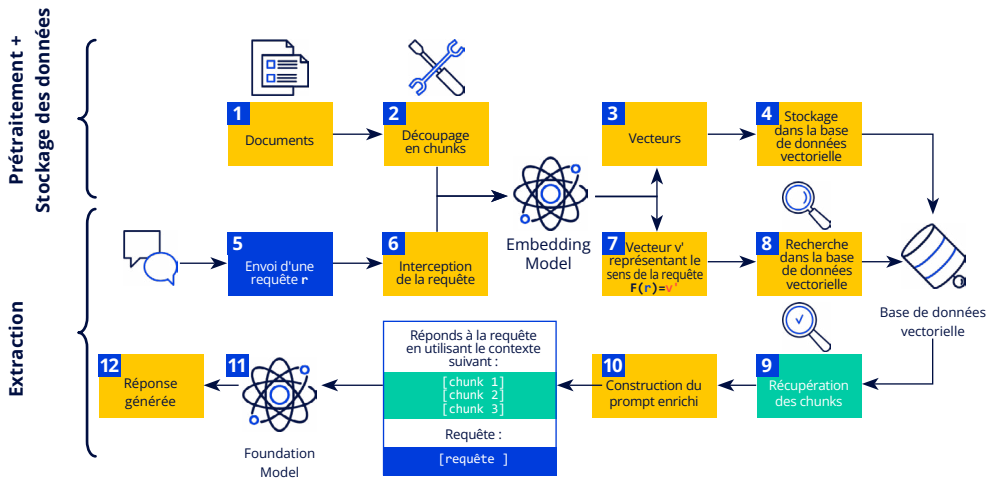 Prétraitement +
Stockage des données
1
Documents
2
Découpage
en chunks
3
Vecteurs
4
Stockage
dans la base
de données
vectorielle
Embedding
Model
Extraction
5
Envoi d'une
requête r
6
Interception
de la requête
7
Vecteur v'
représentant le
sens de la requête
F(r)=v'
8
Recherche
dans la base
de données
vectorielle
Base de données
vectorielle
9
Récupération
des chunks
10
Construction du
prompt enrichi
Réponds à la requête
en utilisant le contexte
suivant :
[chunk 1]
[chunk 2]
[chunk 3]
Requête :
[requête ]
11
Foundation
Model
12
Réponse
générée